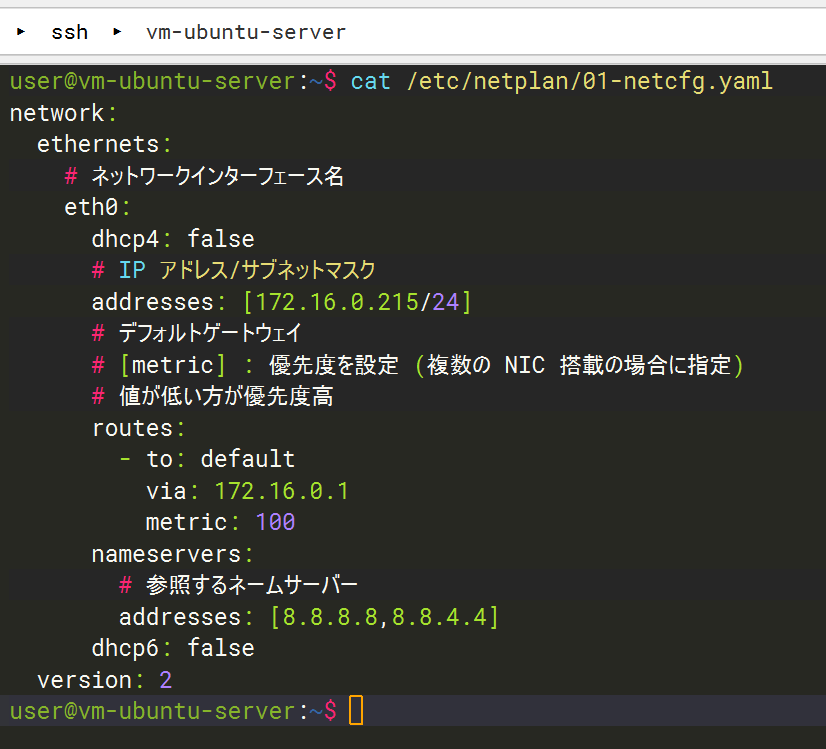 ▸ ssh ▸ vm-ubuntu-server
user@vm-ubuntu-server:~$ cat /etc/netplan/01-netcfg.yaml
network:
  ethernets:
    # ネットワークインターフェース名
    eth0:
      dhcp4: false
      # IP アドレス/サブネットマスク
      addresses: [172.16.0.215/24]
      # デフォルトゲートウェイ
      # [metric] : 優先度を設定 (複数の NIC 搭載の場合に指定)
      # 値が低い方が優先度高
      routes:
        - to: default
          via: 172.16.0.1
          metric: 100
      nameservers:
        # 参照するネームサーバー
        addresses: [8.8.8.8,8.8.4.4]
      dhcp6: false
  version: 2
user@vm-ubuntu-server:~$